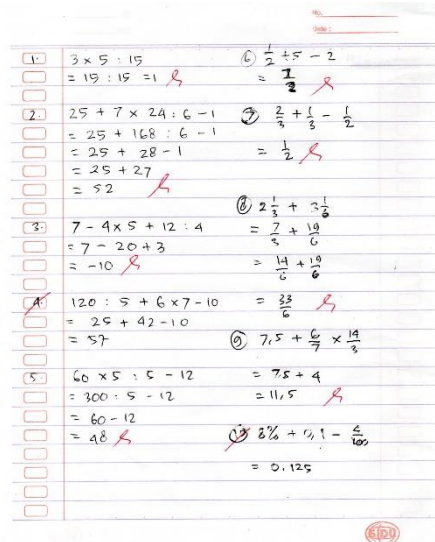 No.
Date :
1. 3 x 5 : 15
= 15 : 15 = 1
2. 25 + 7 x 24 : 6 - 1
= 25 + 168 : 6 - 1
= 25 + 28 - 1
= 25 + 27
= 52
3. 7 - 4x5 + 12 : 4
= 7 - 20 + 3
= -10
4. 120 : 5 + 6 x 7 - 10
= 25 + 42 - 10
= 57
5. 60 x 5 : 5 - 12
= 300 : 5 - 12
= 60 - 12
= 48
⑥ 1/2 + 5 - 2
= 7/2
⑦ 2/3 + 1/3 - 1/2
= 1/2
⑧ 2 1/3 + 3 1/6
= 7/3 + 19/6
= 14/6 + 19/6
= 33/6
⑨ 7,5 + 6/7 x 14/3
= 7,5 + 4
= 11,5
8% + 0,1 - 4/100
= 0,125
SIDU